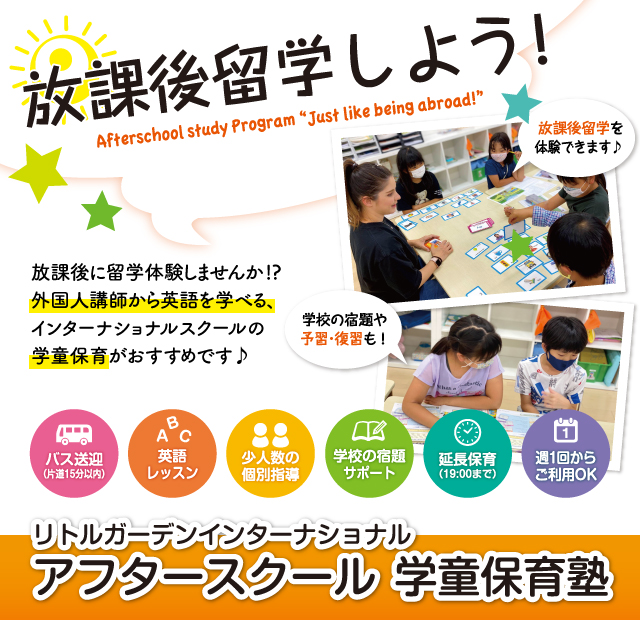 放課後留学しよう!
Afterschool study Program “Just like being abroad!”
放課後留学を
体験できます♪
放課後に留学体験しませんか!?
外国人講師から英語を学べる、
インターナショナルスクールの
学童保育がおすすめです♪
学校の宿題や
予習・復習も!
バス送迎
(片道15分以内)
ABC
英語
レッスン
少人数の
個別指導
学校の宿題
サポート
延長保育
(19:00まで)
1
週1回から
ご利用OK
リトルガーデンインターナショナル
アフタースクール 学童保育塾